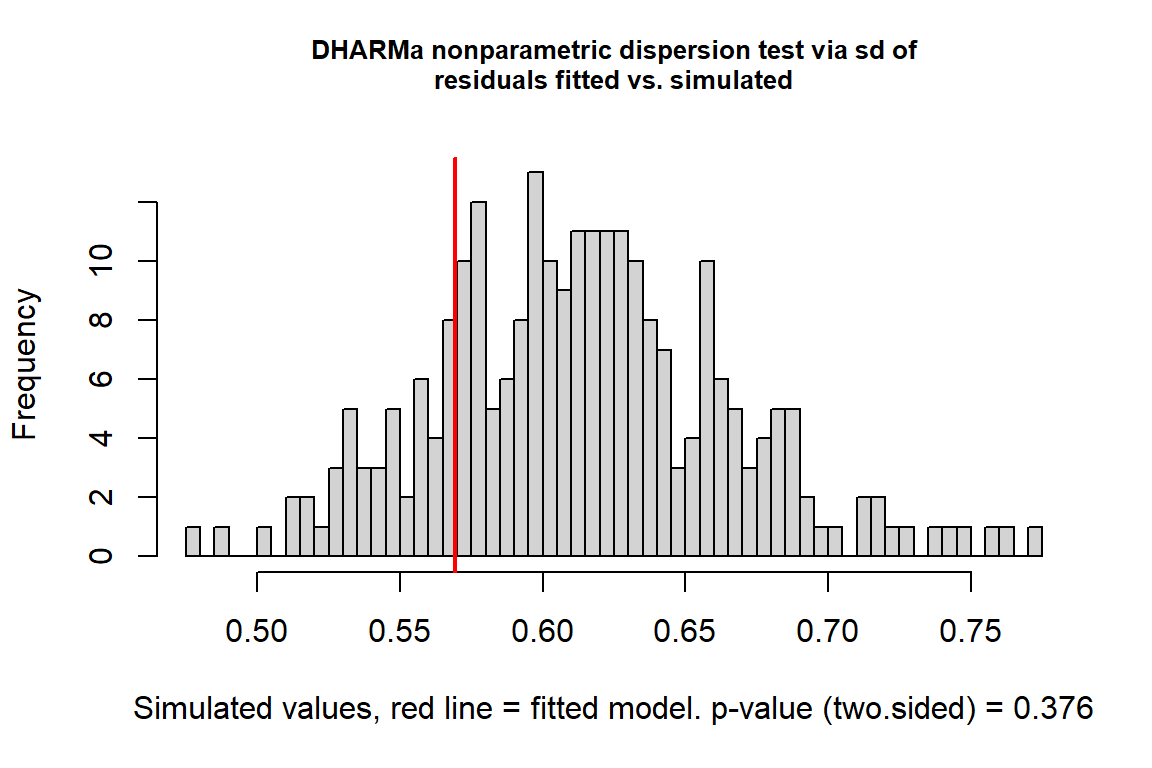 DHARMa nonparametric dispersion test via sd of
residuals fitted vs. simulated
Frequency
10
8
6
4
2
0
0.50 0.55 0.60 0.65 0.70 0.75
Simulated values, red line = fitted model. p-value (two.sided) = 0.376